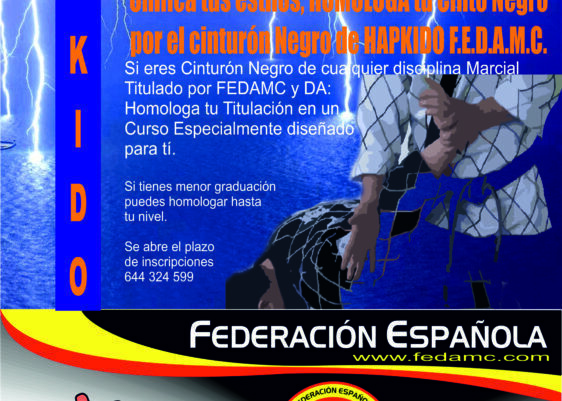 Unifica tus estilos, HOMOLOGA tu cinto Negro
por el cinturón Negro de HAPKIDO F.E.D.A.M.C.
K
I
D
O
Si eres Cinturón Negro de cualquier disciplina Marcial
Titulado por FEDAMC y DA:
Homologa tu Titulación en un
Curso Especialmente diseñado
para tí.
Si tienes menor graduación
puedes homologar hasta
tu nivel.
Se abre el plazo
de inscripciones
644 324 599
FEDERACIÓN ESPAÑOLA
www.fedamc.com
FEDERACIÓN ESPAÑ